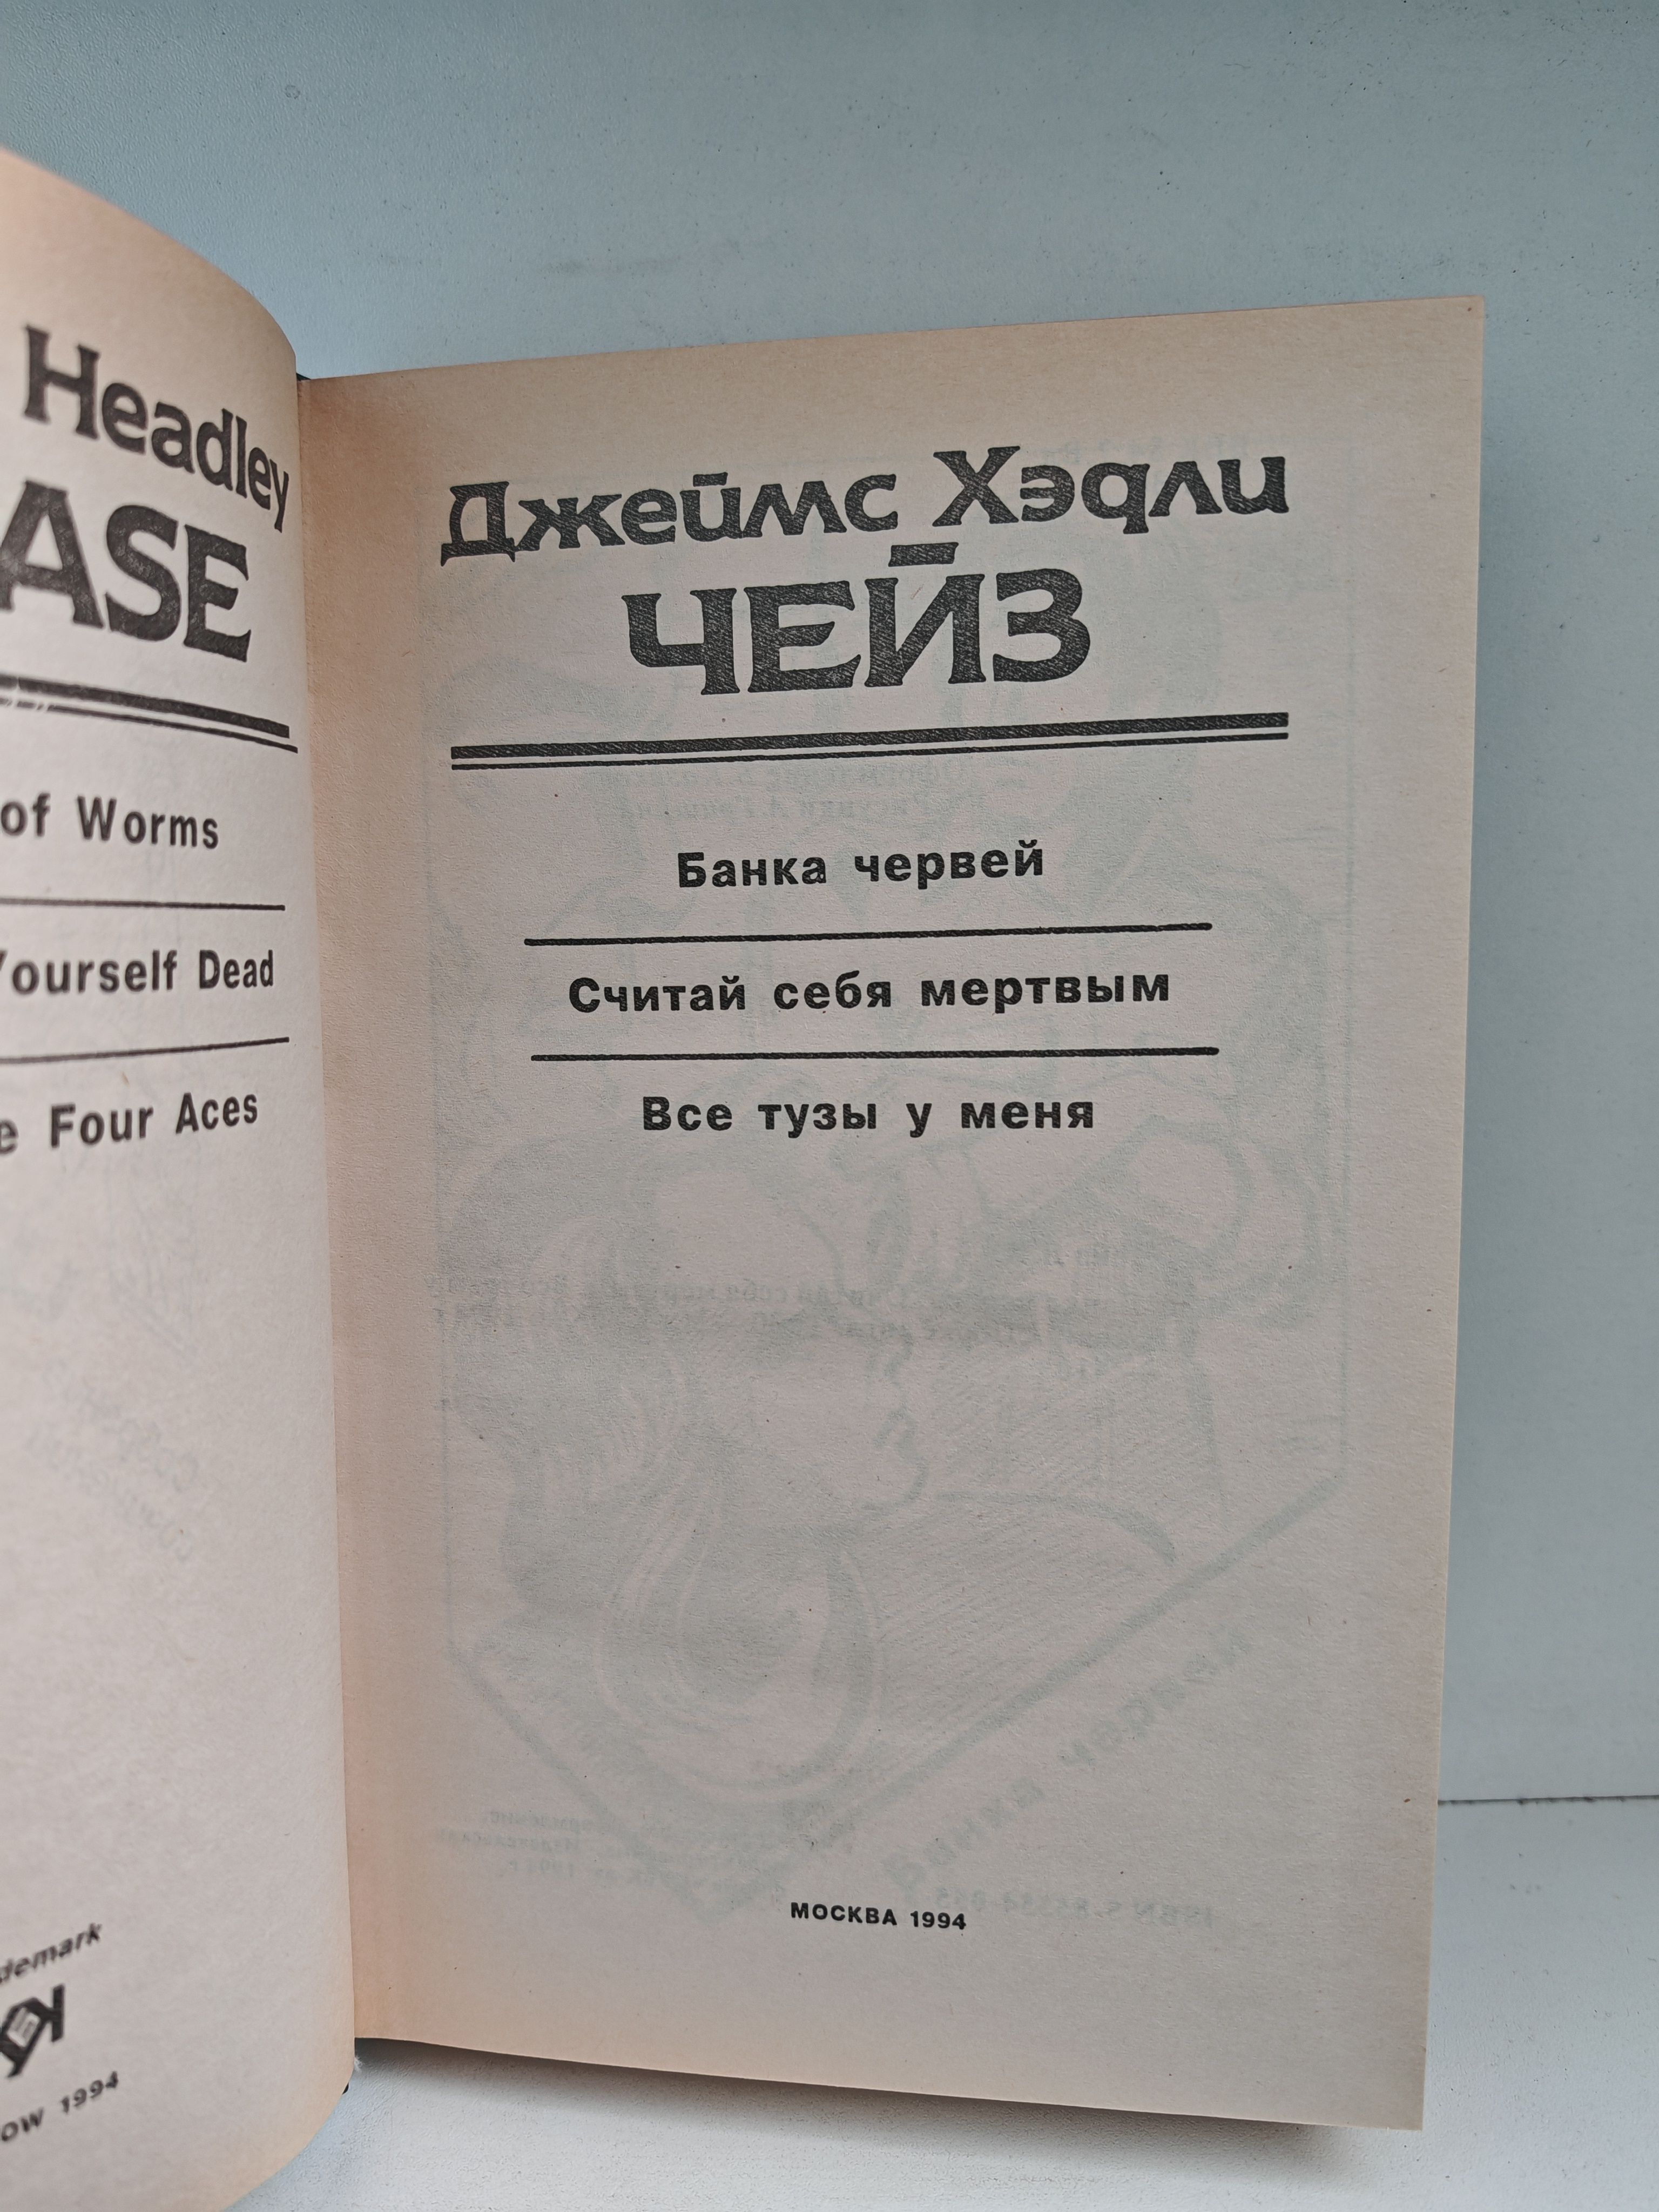 Headley
ASE
of Worms
Yourself Dead
Four Aces
1994
Джеймс Хэдли
ЧЕЙЗ
Банка червей
Считай себя мертвым
Все тузы у меня
МОСКВА 1994